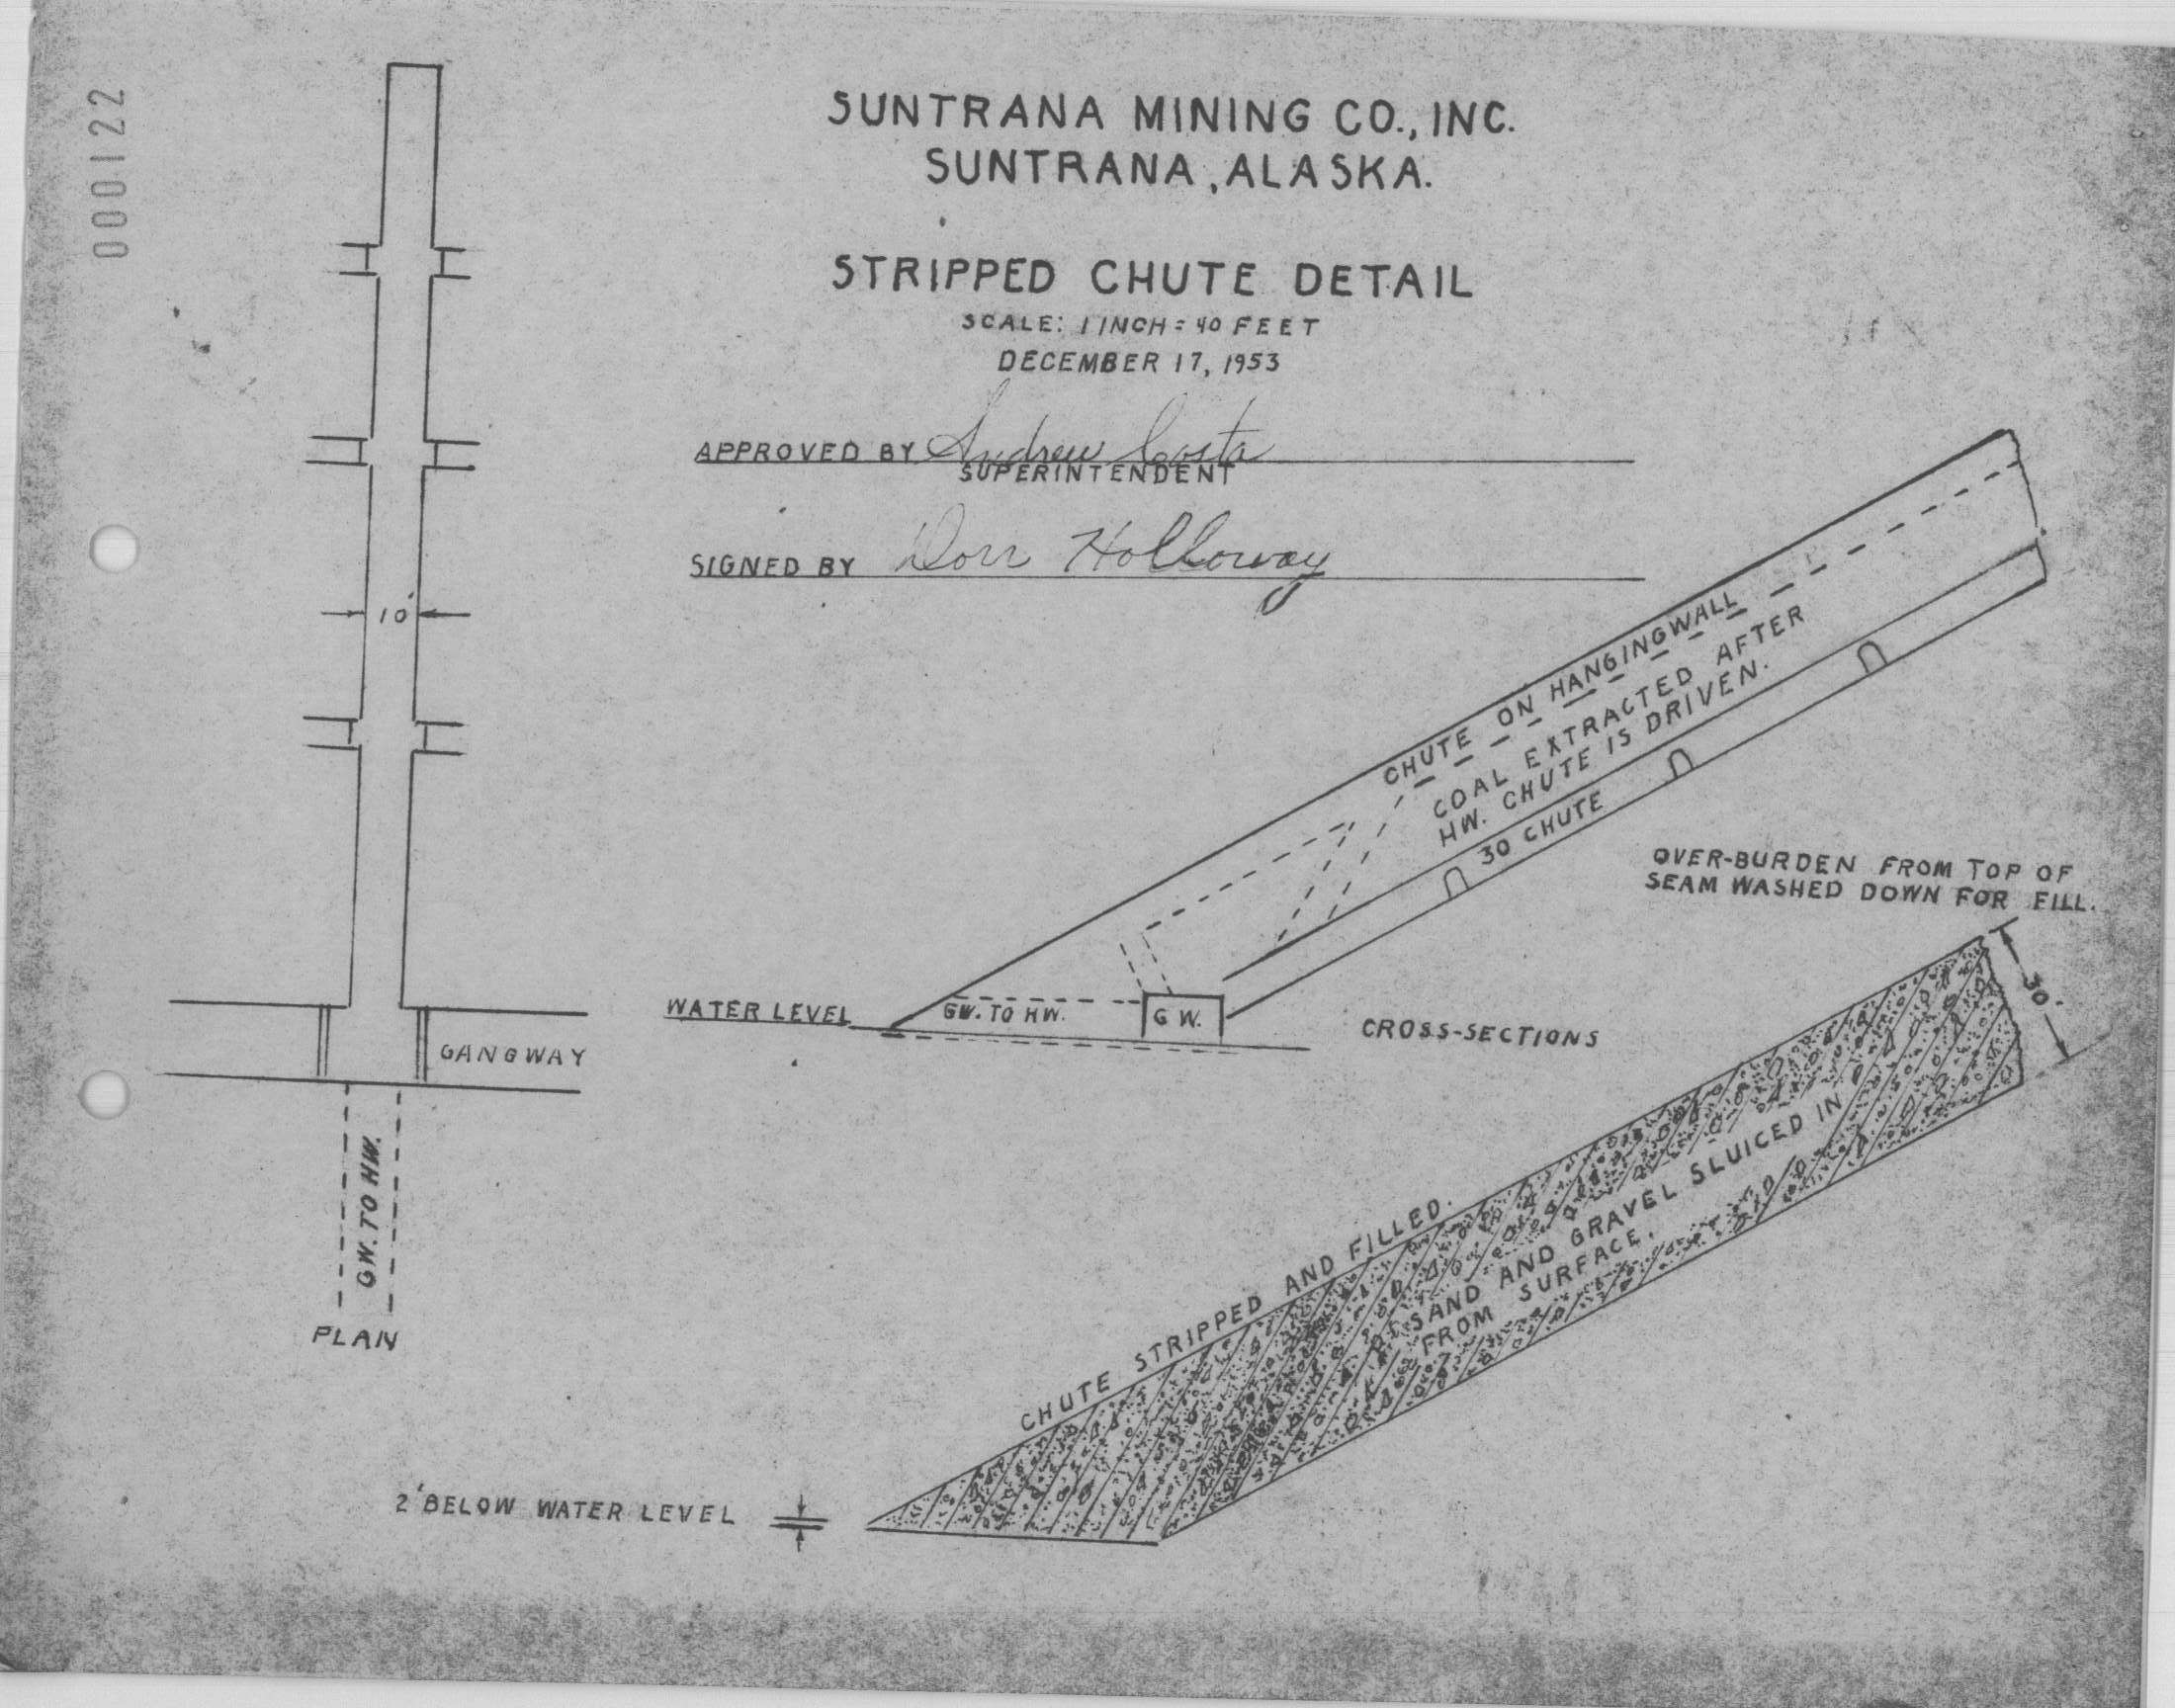 000122
SUNTRANA MINING CO., INC.
SUNTRANA, ALASKA.
STRIPPED CHUTE DETAIL
SCALE: 1 INCH = 40 FEET
DECEMBER 17, 1953
APPROVED BY Andrew Costa
SUPERINTENDENT
SIGNED BY Dorr Holloway
10'
GANGWAY
GW. TO HW.
PLAN
CHUTE ON HANGINGWALL
COAL EXTRACTED AFTER
HW. CHUTE IS DRIVEN.
30 CHUTE
WATER LEVEL
GW. TO HW.
G W.
CROSS-SECTIONS
OVER-BURDEN FROM TOP OF
SEAM WASHED DOWN FOR FILL.
30'
CHUTE STRIPPED AND FILLED.
SAND AND GRAVEL SLUICED IN
FROM SURFACE.
2' BELOW WATER LEVEL